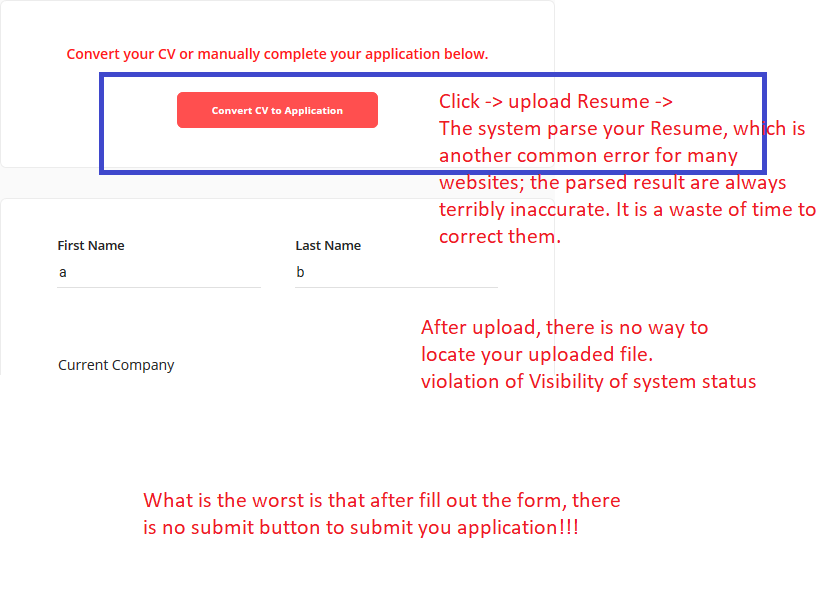 Convert your CV or manually complete your application below.
Convert CV to Application
Click -> upload Resume ->
The system parse your Resume, which is
another common error for many
websites; the parsed result are always
terribly inaccurate. It is a waste of time to
correct them.
First Name
Last Name
a
b
After upload, there is no way to
locate your uploaded file.
violation of Visibility of system status
Current Company
What is the worst is that after fill out the form, there
is no submit button to submit you application!!!